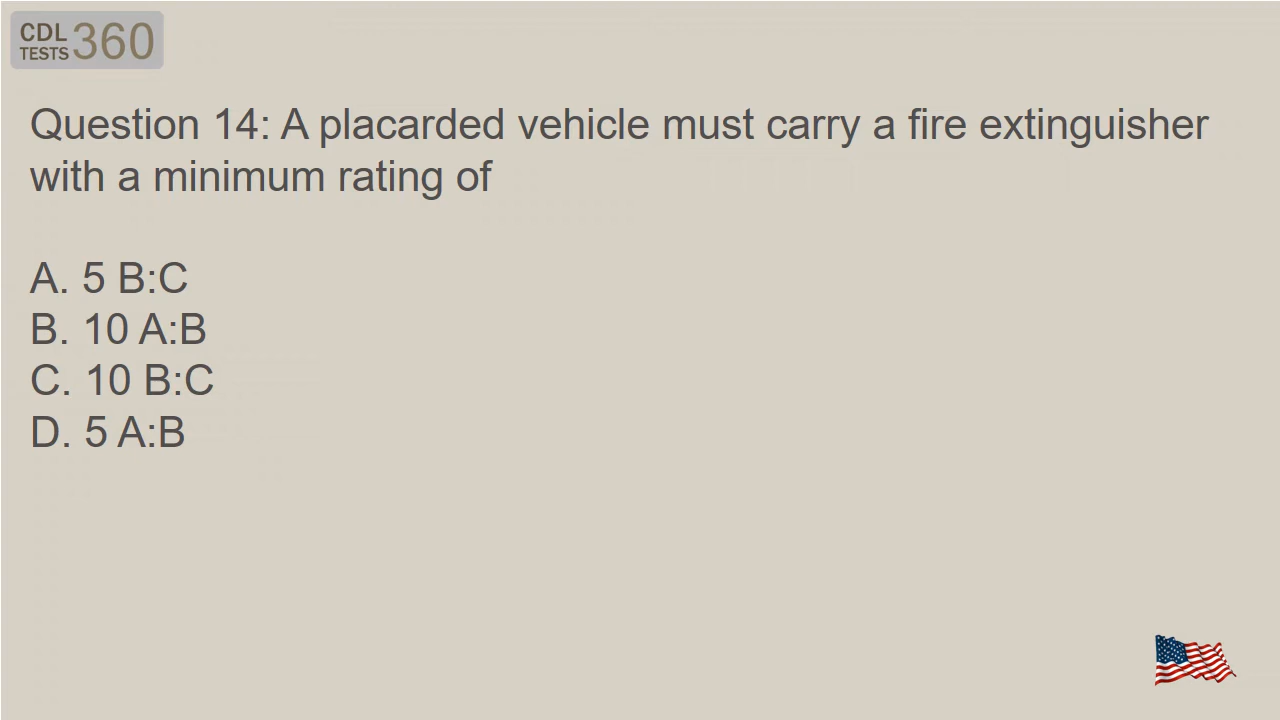 CDL
TESTS 360
Question 14: A placarded vehicle must carry a fire extinguisher
with a minimum rating of
A. 5 B:C
B. 10 A:B
C. 10 B:C
D. 5 A:B